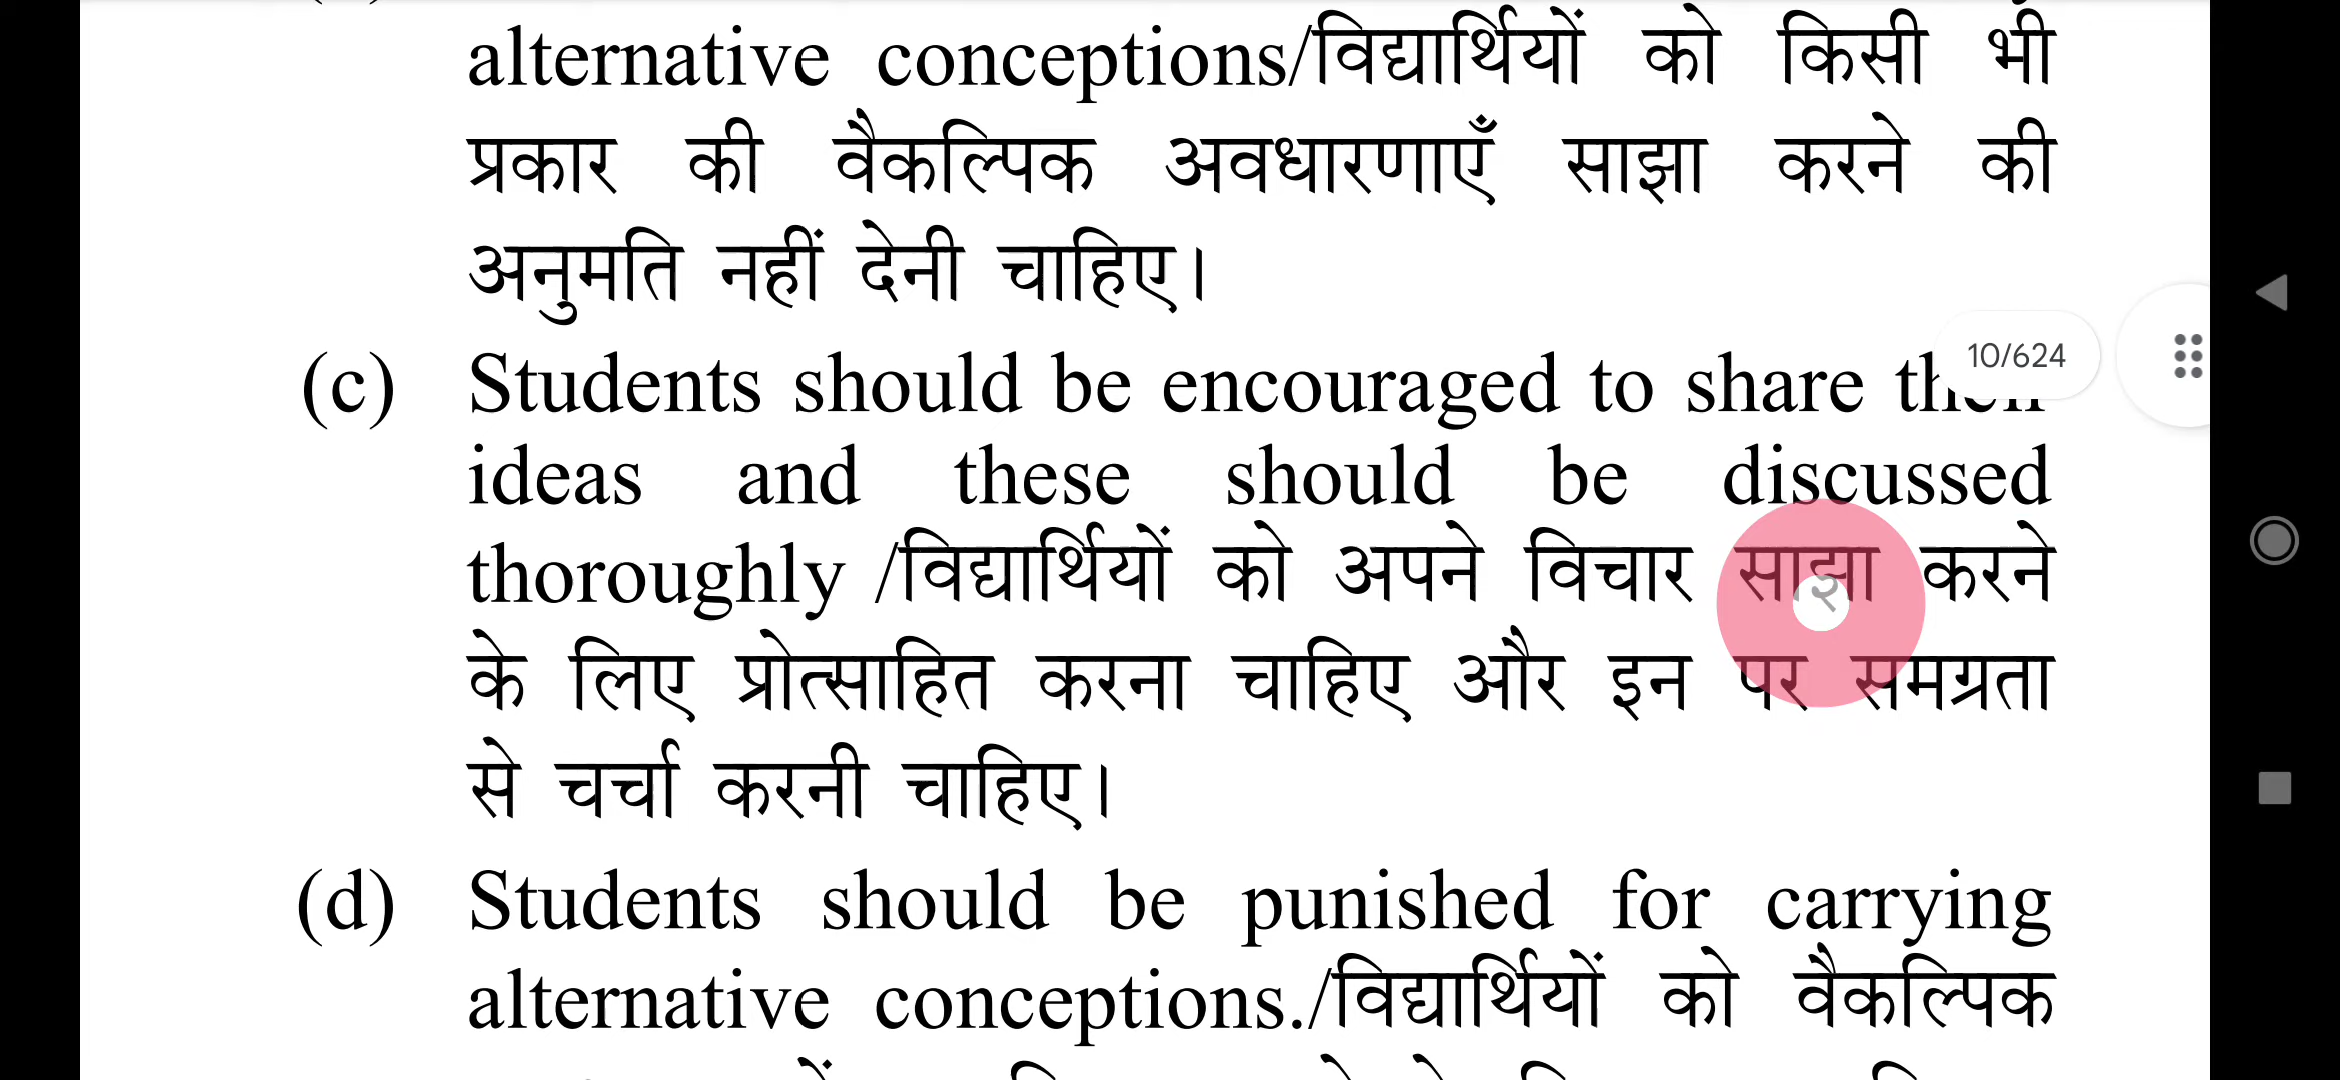 alternative conceptions/विद्यार्थियों को किसी भी
प्रकार की वैकल्पिक अवधारणाएँ साझा करने की
अनुमति नहीं देनी चाहिए।
10/624
(c) Students should be encouraged to share their
ideas and these should be discussed
thoroughly /विद्यार्थियों को अपने विचार साझा करने
के लिए प्रोत्साहित करना चाहिए और इन पर समग्रता
से चर्चा करनी चाहिए।
(d) Students should be punished for carrying
alternative conceptions./विद्यार्थियों को वैकल्पिक